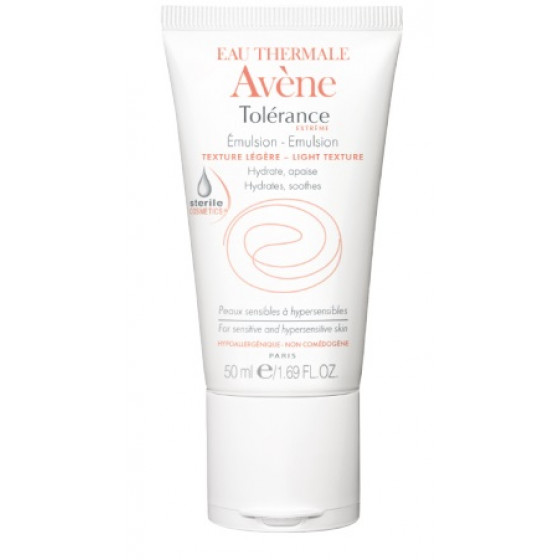 EAU THERMALE
Avène
Tolérance
EXTRÊME
Émulsion - Emulsion
TEXTURE LÉGÈRE - LIGHT TEXTURE
Hydrate, apaise
Hydrates, soothes
sterile
COSMETICS
Peaux sensibles à hypersensibles
For sensitive and hypersensitive skin
HYPOALLERGÉNIQUE - NON COMÉDOGÈNE
PARIS
50 ml e/1.69 FL.OZ.